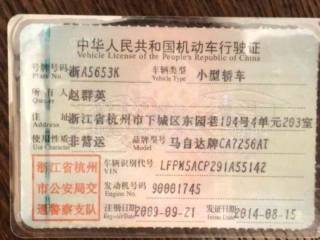 中华人民共和国机动车行驶证
Vehicle License of the People's Republic of China
号牌号码 浙A5653K 车辆类型 小型轿车
Plate No. Vehicle Type
所有人 赵群英
Owner
住址 浙江省杭州市下城区东园巷104号4单元203室
Address
使用性质 非营运 品牌型号 马自达牌CA7256AT
Use Character Model
浙江省杭州 车辆识别代号 LFPM5ACP291A55142
VIN
市公安局交 发动机号码 90001745
Engine No.
通警察支队 注册日期 2009-09-21 发证日期 2014-08-15
Register Date Issue Date